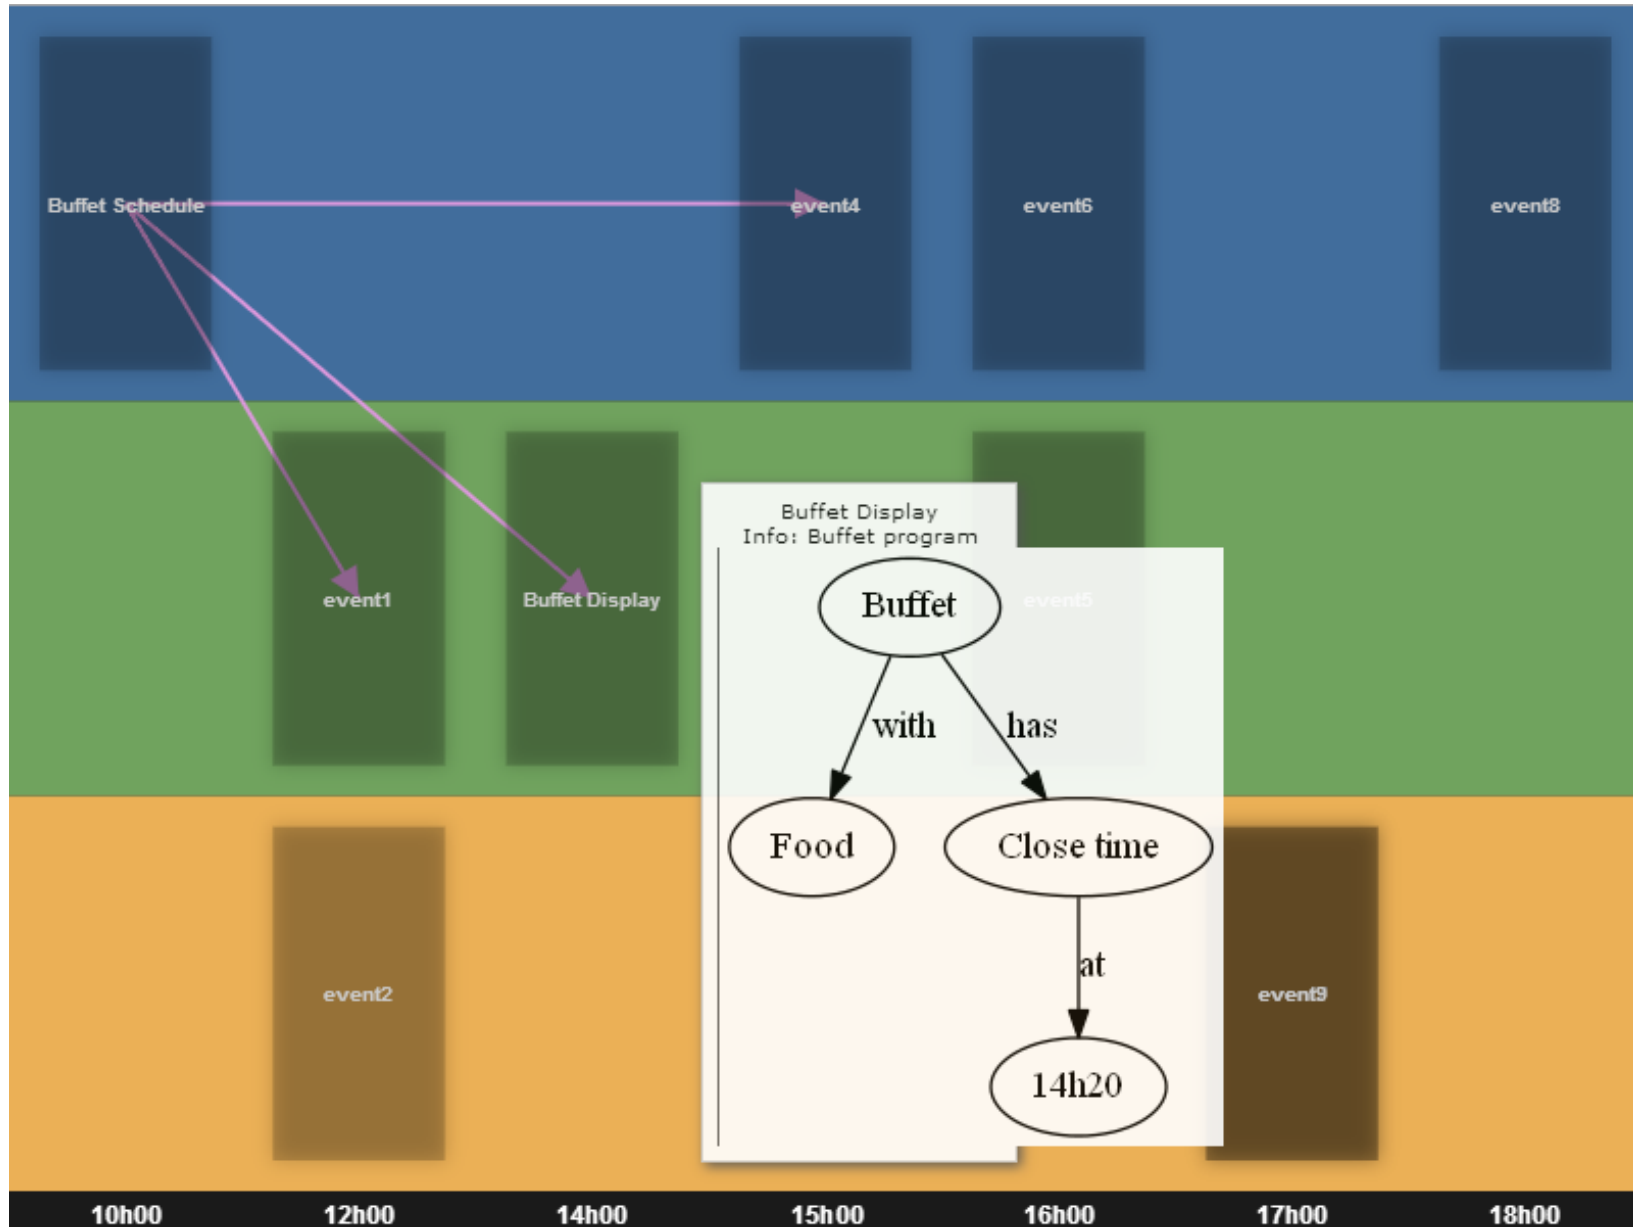 Buffet Schedule
event4
event6
event8
event1
Buffet Display
event5
Buffet Display
Info: Buffet program
Buffet
with
has
Food
Close time
at
14h20
event2
event9
10h00
12h00
14h00
15h00
16h00
17h00
18h00